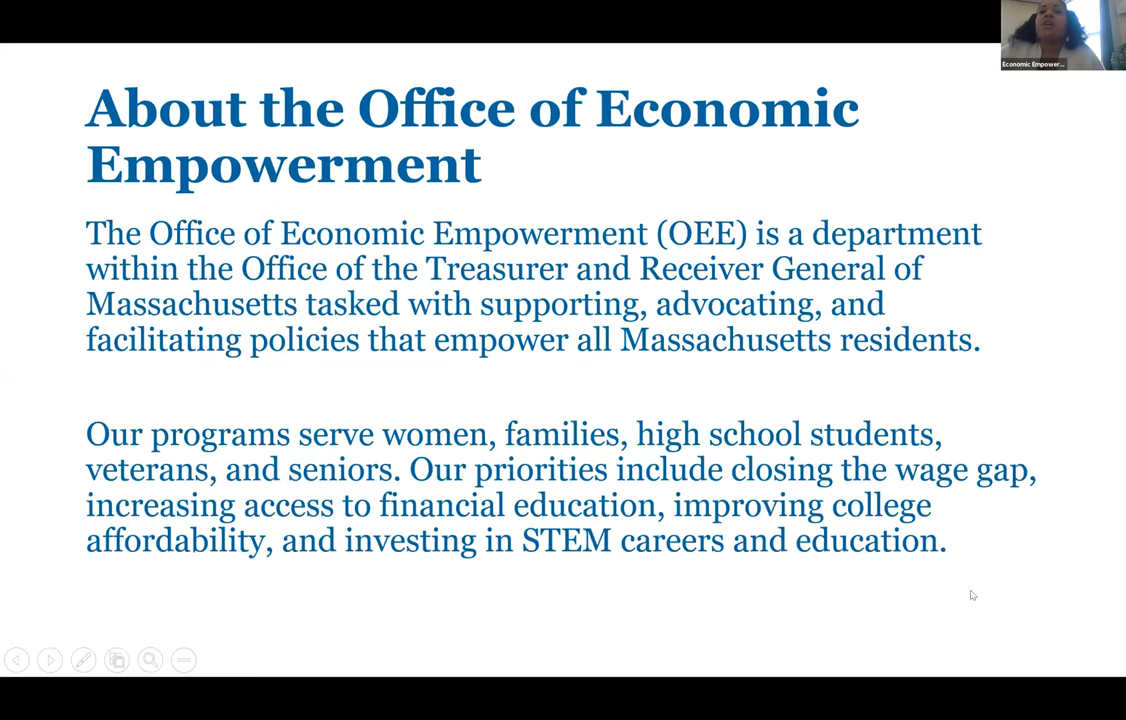 Economic Empower...
About the Office of Economic
Empowerment
The Office of Economic Empowerment (OEE) is a department
within the Office of the Treasurer and Receiver General of
Massachusetts tasked with supporting, advocating, and
facilitating policies that empower all Massachusetts residents.
Our programs serve women, families, high school students,
veterans, and seniors. Our priorities include closing the wage gap,
increasing access to financial education, improving college
affordability, and investing in STEM careers and education.